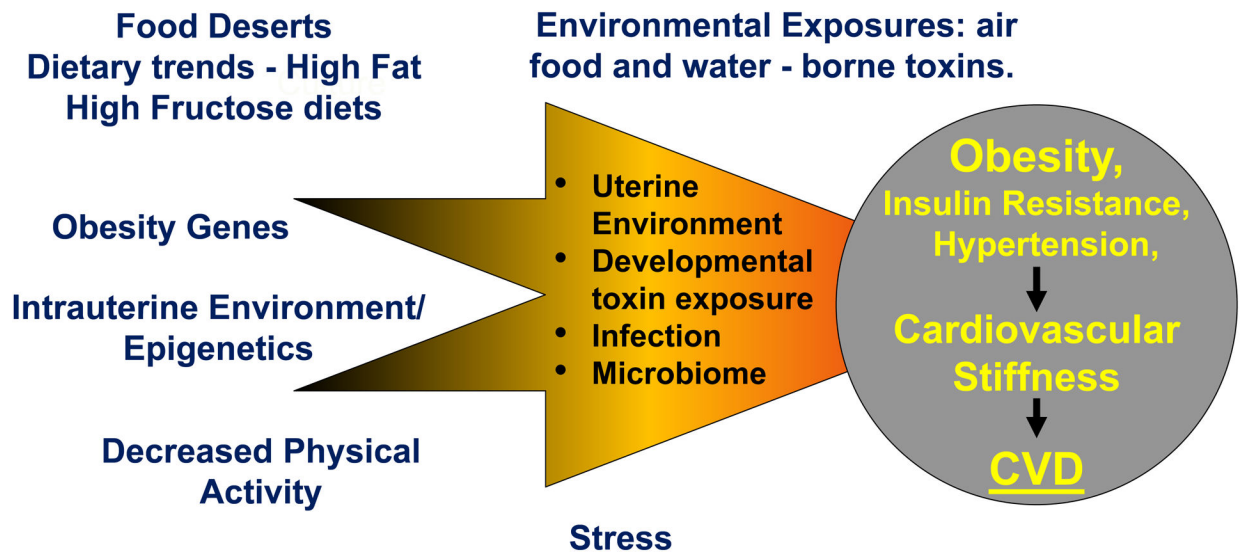 Food Deserts
Dietary trends - High Fat
High Fructose diets
Environmental Exposures: air
food and water - borne toxins.
Obesity Genes
Intrauterine Environment/
Epigenetics
Decreased Physical
Activity
Stress
• Uterine
Environment
• Developmental
toxin exposure
• Infection
• Microbiome
Obesity,
Insulin Resistance,
Hypertension,
Cardiovascular
Stiffness
CVD